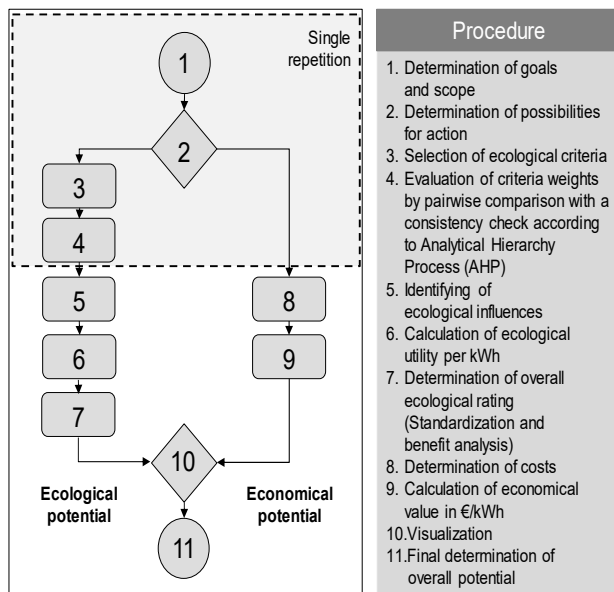 Single
repetition
1
2
3
4
5
8
6
9
7
10
Ecological
potential
Economical
potential
11
Procedure
1. Determination of goals
and scope
2. Determination of possibilities
for action
3. Selection of ecological criteria
4. Evaluation of criteria weights
by pairwise comparison with a
consistency check according
to Analytical Hierarchy
Process (AHP)
5. Identifying of
ecological influences
6. Calculation of ecological
utility per kWh
7. Determination of overall
ecological rating
(Standardization and
benefit analysis)
8. Determination of costs
9. Calculation of economical
value in €/kWh
10.Visualization
11.Final determination of
overall potential